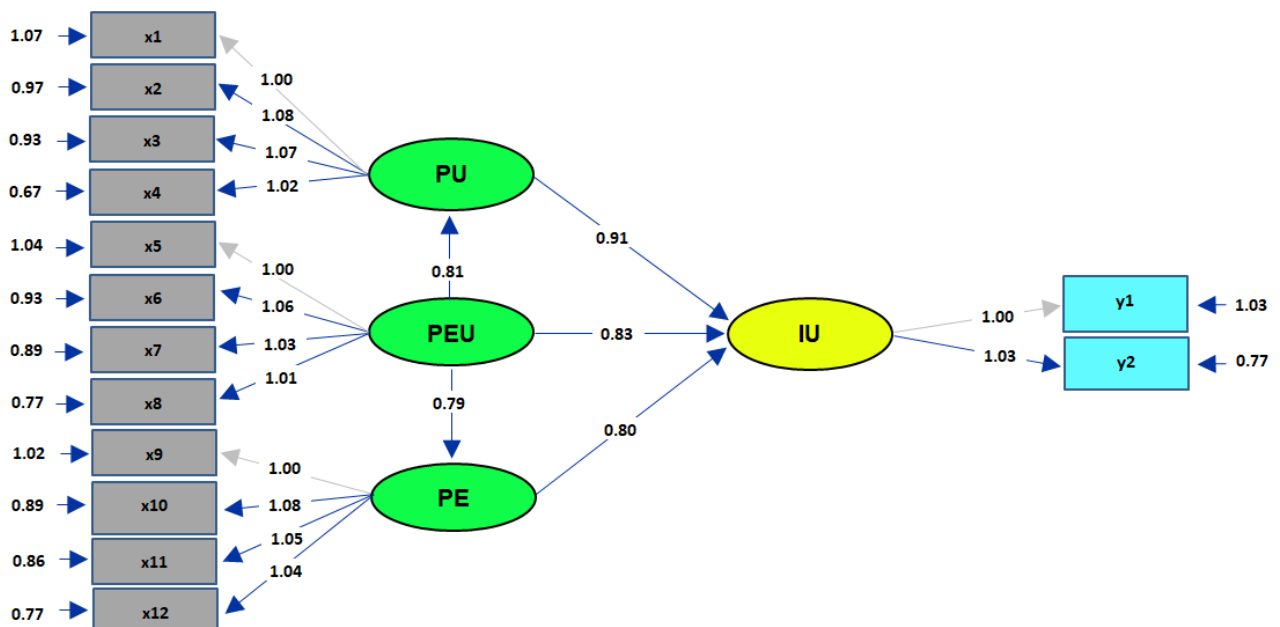 1.07 x1
1.00
0.97 x2
1.08
0.93 x3
1.07
PU
0.67 x4
1.02
0.91
1.04 x5
1.00
0.81
0.93 x6
1.06
y1
1.03
1.00
PEU
0.83
IU
0.89 x7
1.03
1.03
y2
0.77
1.01
0.77 x8
0.79
0.80
1.02 x9
1.00
PE
0.89 x10
1.08
1.05
0.86 x11
1.04
0.77 x12